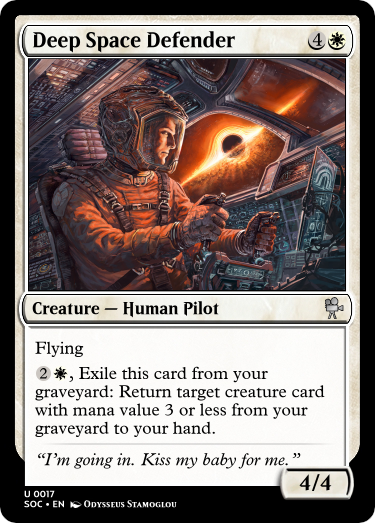 Deep Space Defender 4
Creature — Human Pilot
Flying
2, Exile this card from your
graveyard: Return target creature card
with mana value 3 or less from your
graveyard to your hand.
“I’m going in. Kiss my baby for me.”
4/4
U 0017
SOC • EN Odysseus Stamoglou